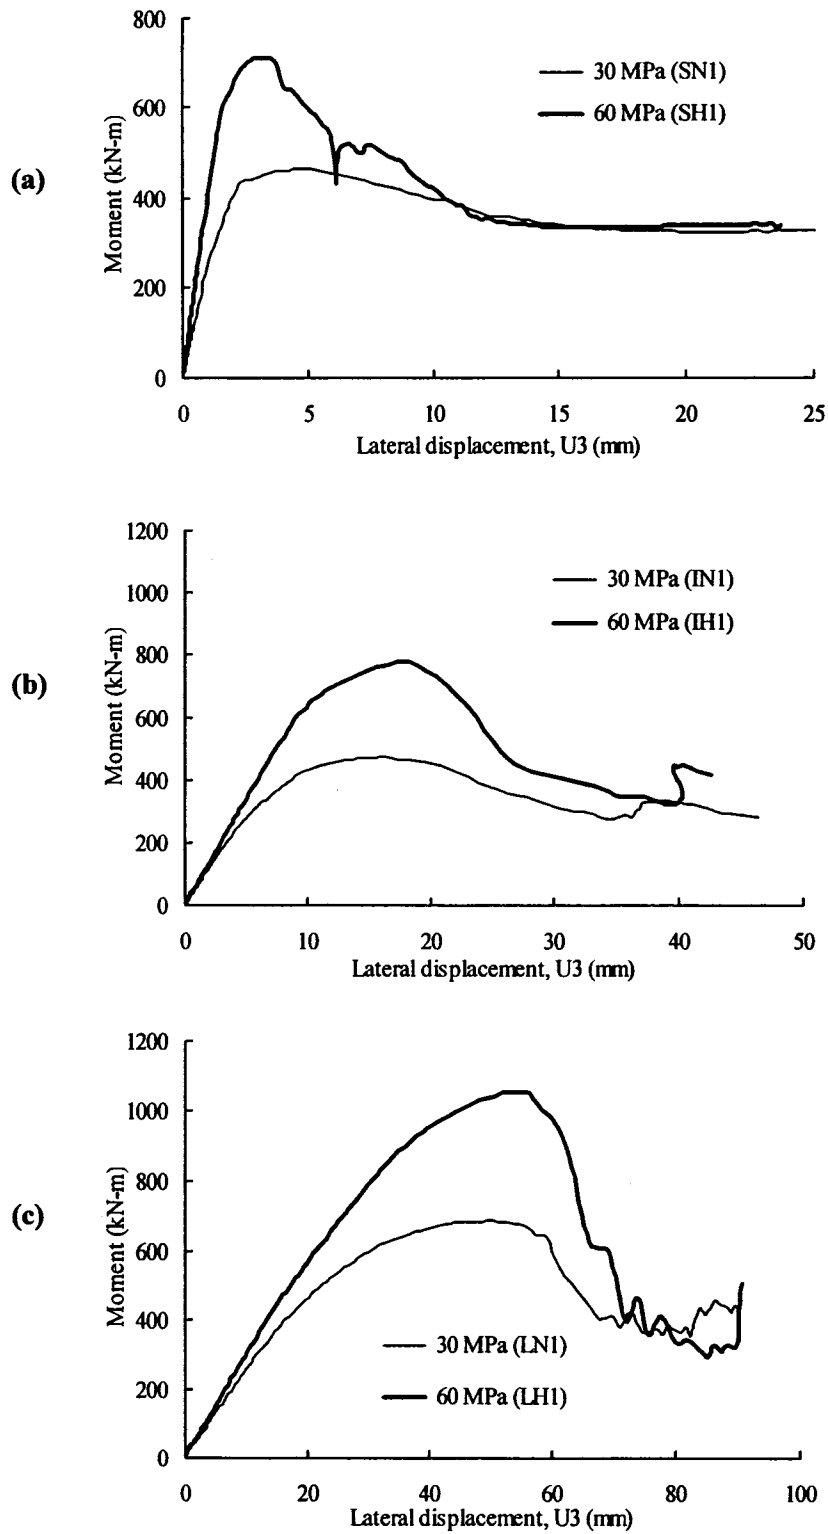 (a)
Moment (kN-m)
800
600
400
200
0
30 MPa (SN1)
60 MPa (SH1)
0 5 10 15 20 25
Lateral displacement, U3 (mm)
(b)
Moment (kN-m)
1200
1000
800
600
400
200
0
30 MPa (IN1)
60 MPa (IH1)
0 10 20 30 40 50
Lateral displacement, U3 (mm)
(c)
Moment (kN-m)
1200
1000
800
600
400
200
0
30 MPa (LN1)
60 MPa (LH1)
0 20 40 60 80 100
Lateral displacement, U3 (mm)